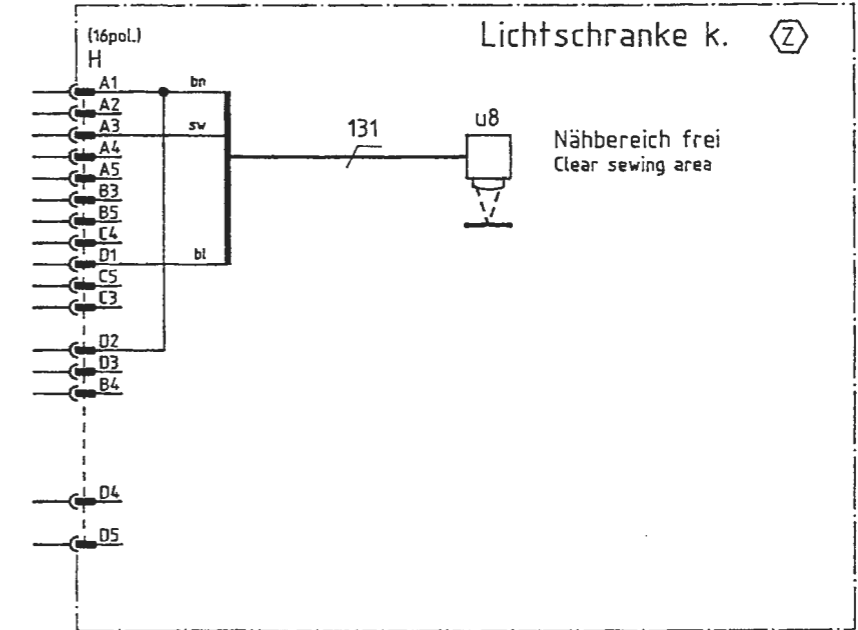 (16pol.)
H
Lichtschranke k. Z
A1 bn
A2
A3 sw
A4
A5
B3
B5
C4
D1 bl
C5
C3
D2
D3
B4
D4
D5
131
u8
Nähbereich frei
Clear sewing area